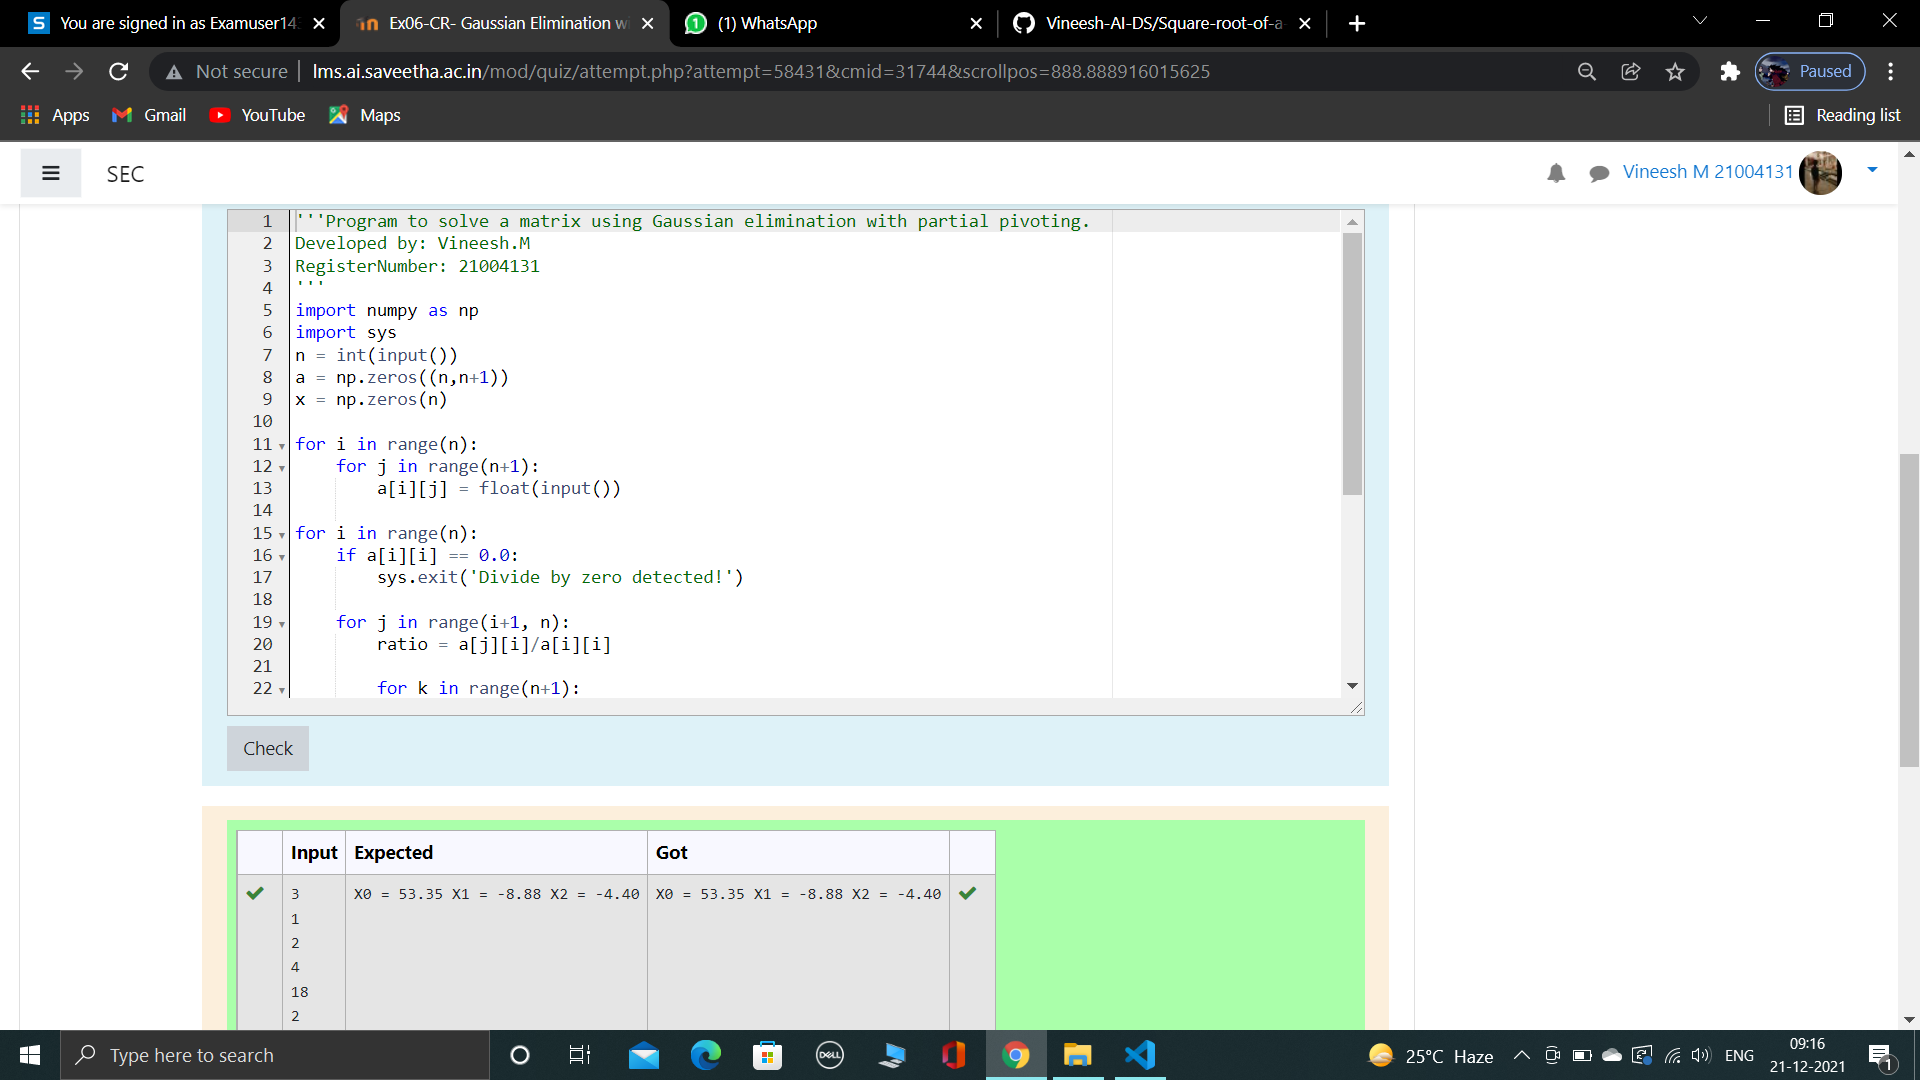 You are signed in as Examuser14
Ex06-CR- Gaussian Elimination w
(1) WhatsApp
Vineesh-AI-DS/Square-root-of-a
Not secure
lms.ai.saveetha.ac.in/mod/quiz/attempt.php?attempt=58431&cmid=31744&scrollpos=888.888916015625
Paused
Apps
Gmail
YouTube
Maps
Reading list
SEC
Vineesh M 21004131
1 '''Program to solve a matrix using Gaussian elimination with partial pivoting.
2 Developed by: Vineesh.M
3 RegisterNumber: 21004131
4 '''
5 import numpy as np
6 import sys
7 n = int(input())
8 a = np.zeros((n,n+1))
9 x = np.zeros(n)
10
11 for i in range(n):
12     for j in range(n+1):
13         a[i][j] = float(input())
14
15 for i in range(n):
16     if a[i][i] == 0.0:
17         sys.exit('Divide by zero detected!')
18
19     for j in range(i+1, n):
20         ratio = a[j][i]/a[i][i]
21
22         for k in range(n+1):
Check
Input Expected Got
3 X0 = 53.35 X1 = -8.88 X2 = -4.40 X0 = 53.35 X1 = -8.88 X2 = -4.40
1
2
4
18
2
Type here to search
DELL
25°C Haze
ENG
09:16
21-12-2021
1